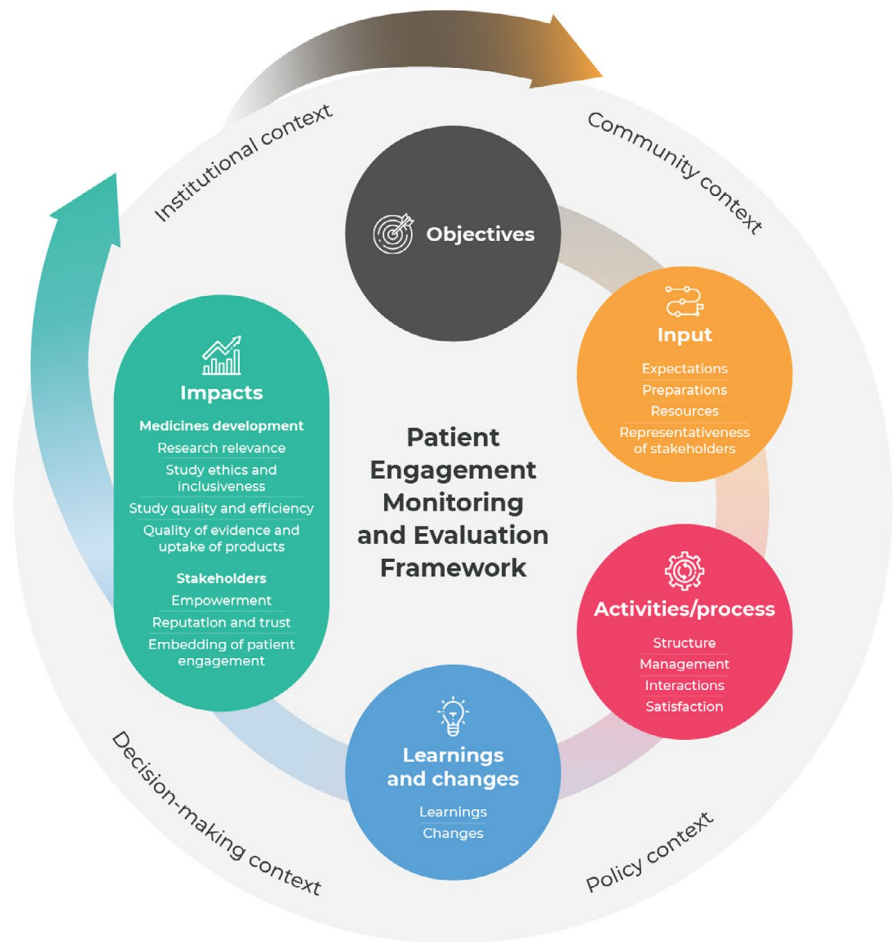 Institutional context
Community context
Objectives
Input
Expectations
Preparations
Resources
Representativeness
of stakeholders
Impacts
Medicines development
Research relevance
Study ethics and
inclusiveness
Study quality and efficiency
Quality of evidence and
uptake of products
Stakeholders
Empowerment
Reputation and trust
Embedding of patient
engagement
Patient
Engagement
Monitoring
and Evaluation
Framework
Activities/process
Structure
Management
Interactions
Satisfaction
Learnings
and changes
Learnings
Changes
Decision-making context
Policy context